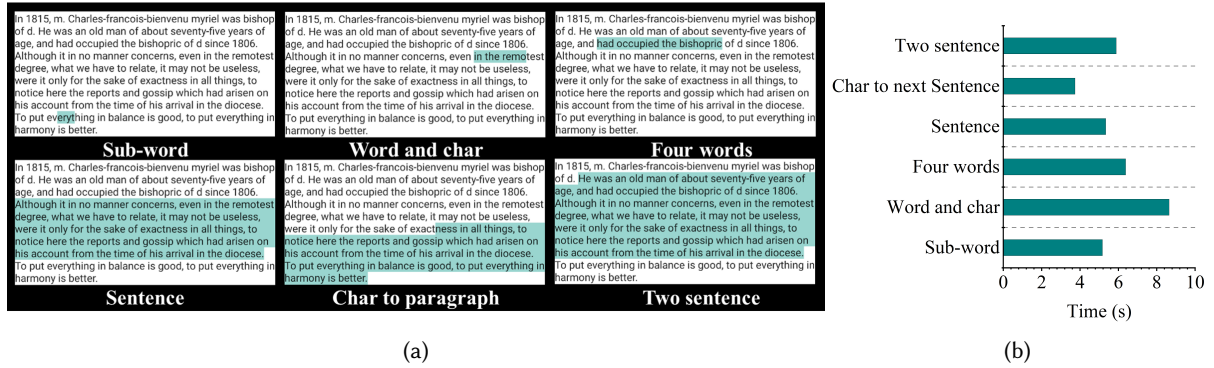 In 1815, m. Charles-francois-bienvenu myriel was bishop
of d. He was an old man of about seventy-five years of
age, and had occupied the bishopric of d since 1806.
Although it in no manner concerns, even in the remotest
degree, what we have to relate, it may not be useless,
were it only for the sake of exactness in all things, to
notice here the reports and gossip which had arisen on
his account from the time of his arrival in the diocese.
To put everything in balance is good, to put everything in
harmony is better.
Sub-word
In 1815, m. Charles-francois-bienvenu myriel was bishop
of d. He was an old man of about seventy-five years of
age, and had occupied the bishopric of d since 1806.
Although it in no manner concerns, even in the remotest
degree, what we have to relate, it may not be useless,
were it only for the sake of exactness in all things, to
notice here the reports and gossip which had arisen on
his account from the time of his arrival in the diocese.
To put everything in balance is good, to put everything in
harmony is better.
Word and char
In 1815, m. Charles-francois-bienvenu myriel was bishop
of d. He was an old man of about seventy-five years of
age, and had occupied the bishopric of d since 1806.
Although it in no manner concerns, even in the remotest
degree, what we have to relate, it may not be useless,
were it only for the sake of exactness in all things, to
notice here the reports and gossip which had arisen on
his account from the time of his arrival in the diocese.
To put everything in balance is good, to put everything in
harmony is better.
Four words
In 1815, m. Charles-francois-bienvenu myriel was bishop
of d. He was an old man of about seventy-five years of
age, and had occupied the bishopric of d since 1806.
Although it in no manner concerns, even in the remotest
degree, what we have to relate, it may not be useless,
were it only for the sake of exactness in all things, to
notice here the reports and gossip which had arisen on
his account from the time of his arrival in the diocese.
To put everything in balance is good, to put everything in
harmony is better.
Sentence
In 1815, m. Charles-francois-bienvenu myriel was bishop
of d. He was an old man of about seventy-five years of
age, and had occupied the bishopric of d since 1806.
Although it in no manner concerns, even in the remotest
degree, what we have to relate, it may not be useless,
were it only for the sake of exactness in all things, to
notice here the reports and gossip which had arisen on
his account from the time of his arrival in the diocese.
To put everything in balance is good, to put everything in
harmony is better.
Char to paragraph
In 1815, m. Charles-francois-bienvenu myriel was bishop
of d. He was an old man of about seventy-five years of
age, and had occupied the bishopric of d since 1806.
Although it in no manner concerns, even in the remotest
degree, what we have to relate, it may not be useless,
were it only for the sake of exactness in all things, to
notice here the reports and gossip which had arisen on
his account from the time of his arrival in the diocese.
To put everything in balance is good, to put everything in
harmony is better.
Two sentence
(a)
Two sentence
Char to next Sentence
Sentence
Four words
Word and char
Sub-word
0 2 4 6 8 10
Time (s)
(b)